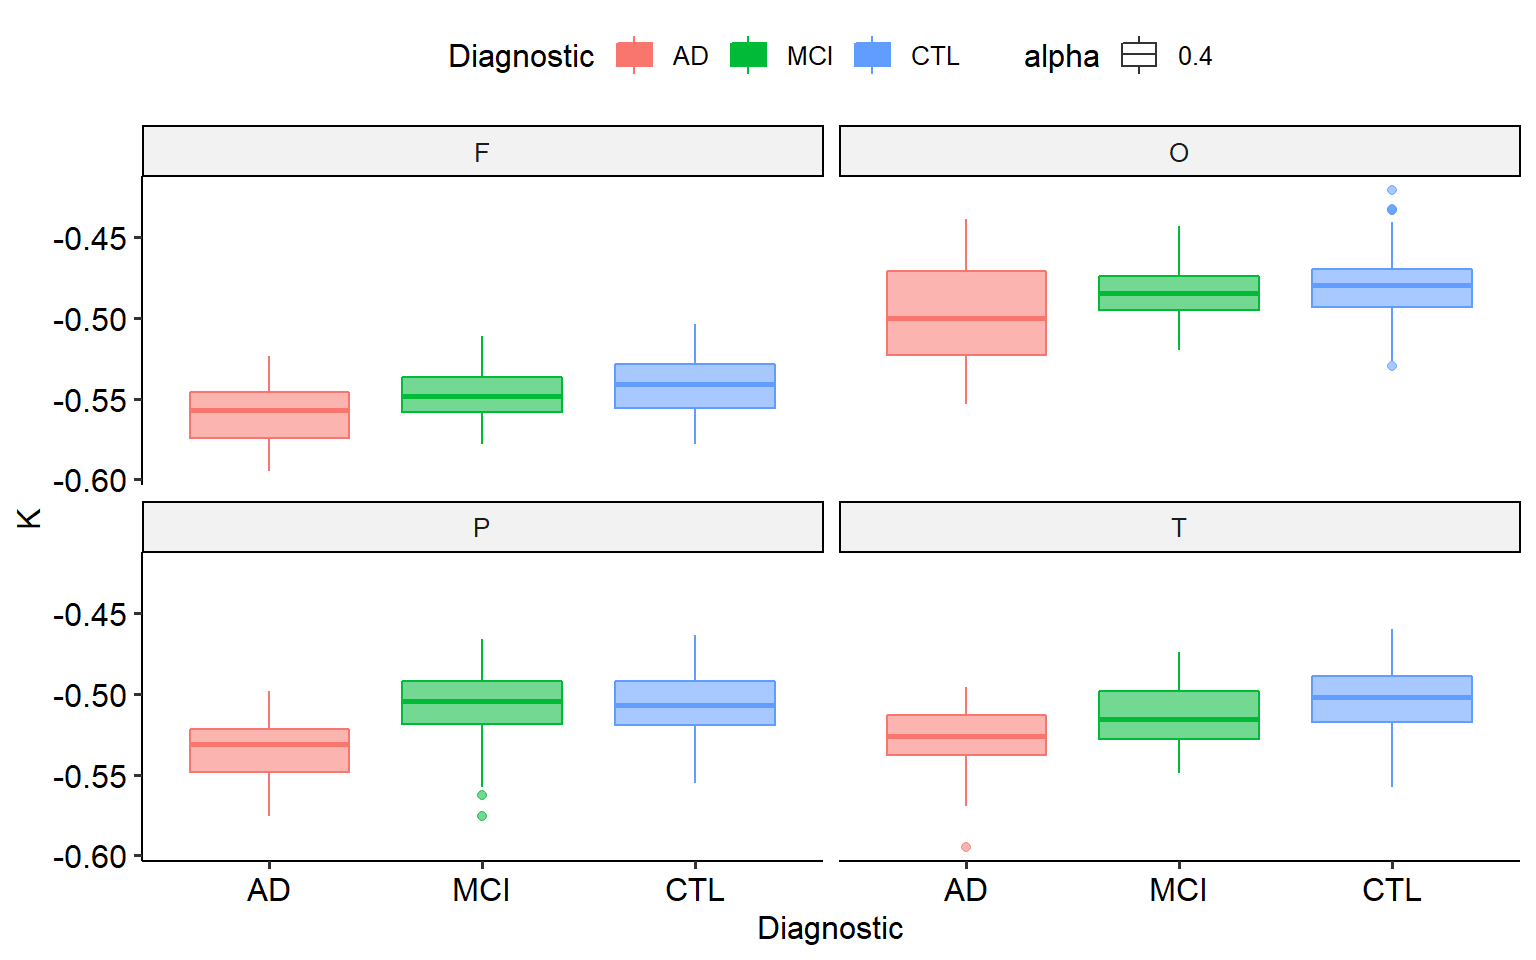 Diagnostic AD MCI CTL alpha 0.4
F O
-0.45
-0.50
-0.55
-0.60
K
P T
-0.45
-0.50
-0.55
-0.60
AD MCI CTL AD MCI CTL
Diagnostic